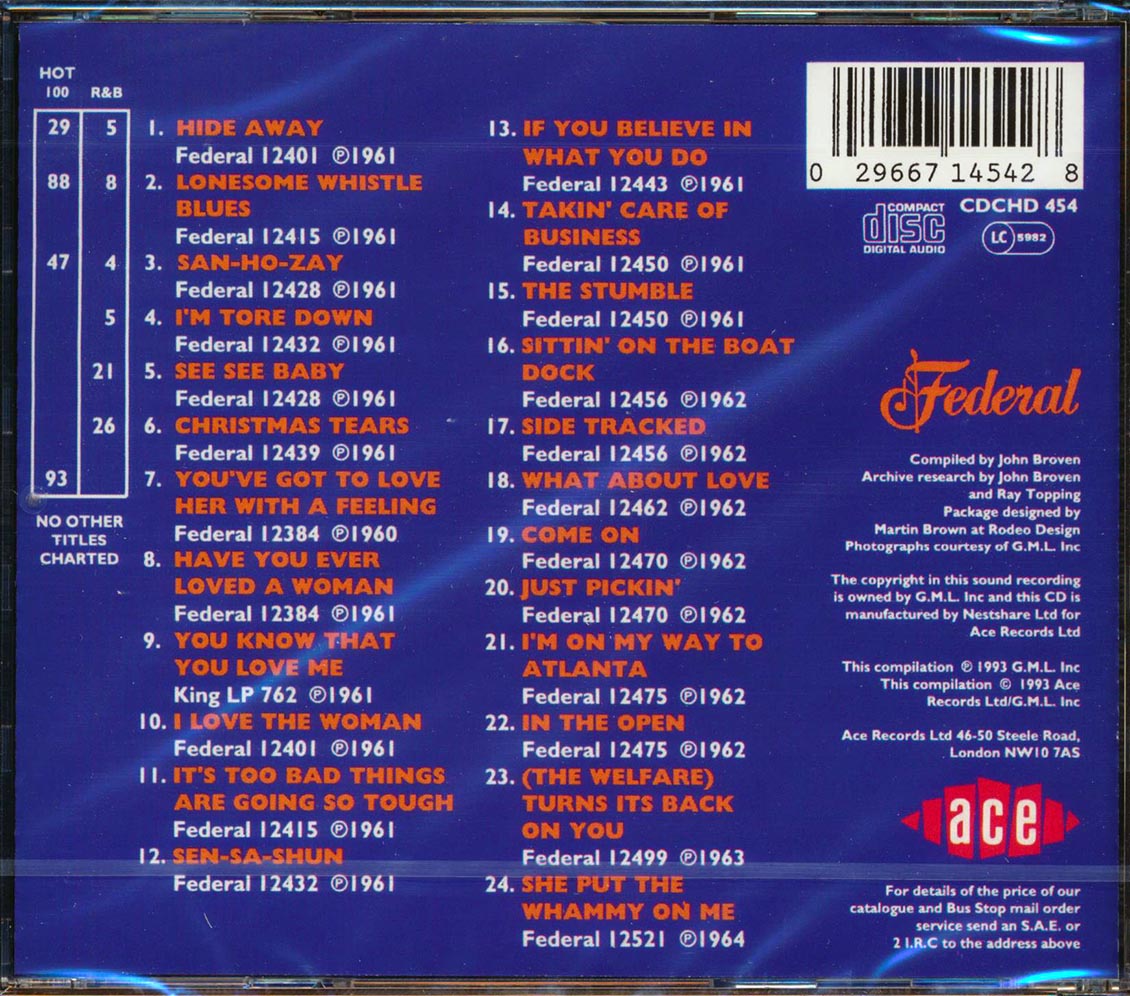 HOT
100 R&B
29 5 1. HIDE AWAY
Federal 12401 ℗1961
88 8 2. LONESOME WHISTLE
BLUES
Federal 12415 ℗1961
47 4 3. SAN-HO-ZAY
Federal 12428 ℗1961
5 4. I'M TORE DOWN
Federal 12432 ℗1961
21 5. SEE SEE BABY
Federal 12428 ℗1961
26 6. CHRISTMAS TEARS
Federal 12439 ℗1961
93 7. YOU'VE GOT TO LOVE
HER WITH A FEELING
Federal 12384 ℗1960
NO OTHER
TITLES
CHARTED
8. HAVE YOU EVER
LOVED A WOMAN
Federal 12384 ℗1961
9. YOU KNOW THAT
YOU LOVE ME
King LP 762 ℗1961
10. I LOVE THE WOMAN
Federal 12401 ℗1961
11. IT'S TOO BAD THINGS
ARE GOING SO TOUGH
Federal 12415 ℗1961
12. SEN-SA-SHUN
Federal 12432 ℗1961
13. IF YOU BELIEVE IN
WHAT YOU DO
Federal 12443 ℗1961
14. TAKIN' CARE OF
BUSINESS
Federal 12450 ℗1961
15. THE STUMBLE
Federal 12450 ℗1961
16. SITTIN' ON THE BOAT
DOCK
Federal 12456 ℗1962
17. SIDE TRACKED
Federal 12456 ℗1962
18. WHAT ABOUT LOVE
Federal 12462 ℗1962
19. COME ON
Federal 12470 ℗1962
20. JUST PICKIN'
Federal 12470 ℗1962
21. I'M ON MY WAY TO
ATLANTA
Federal 12475 ℗1962
22. IN THE OPEN
Federal 12475 ℗1962
23. (THE WELFARE)
TURNS ITS BACK
ON YOU
Federal 12499 ℗1963
24. SHE PUT THE
WHAMMY ON ME
Federal 12521 ℗1964
0 29667 14542 8
COMPACT
disc
DIGITAL AUDIO
CDCHD 454
LC 5982
Federal
Compiled by John Broven
Archive research by John Broven
and Ray Topping
Package designed by
Martin Brown at Rodeo Design
Photographs courtesy of G.M.L. Inc
The copyright in this sound recording
is owned by G.M.L. Inc and this CD is
manufactured by Nestshare Ltd for
Ace Records Ltd
This compilation ℗ 1993 G.M.L. Inc
This compilation © 1993 Ace
Records Ltd/G.M.L. Inc
Ace Records Ltd 46-50 Steele Road,
London NW10 7AS
ace
For details of the price of our
catalogue and Bus Stop mail order
service send an S.A.E. or
2 I.R.C to the address above